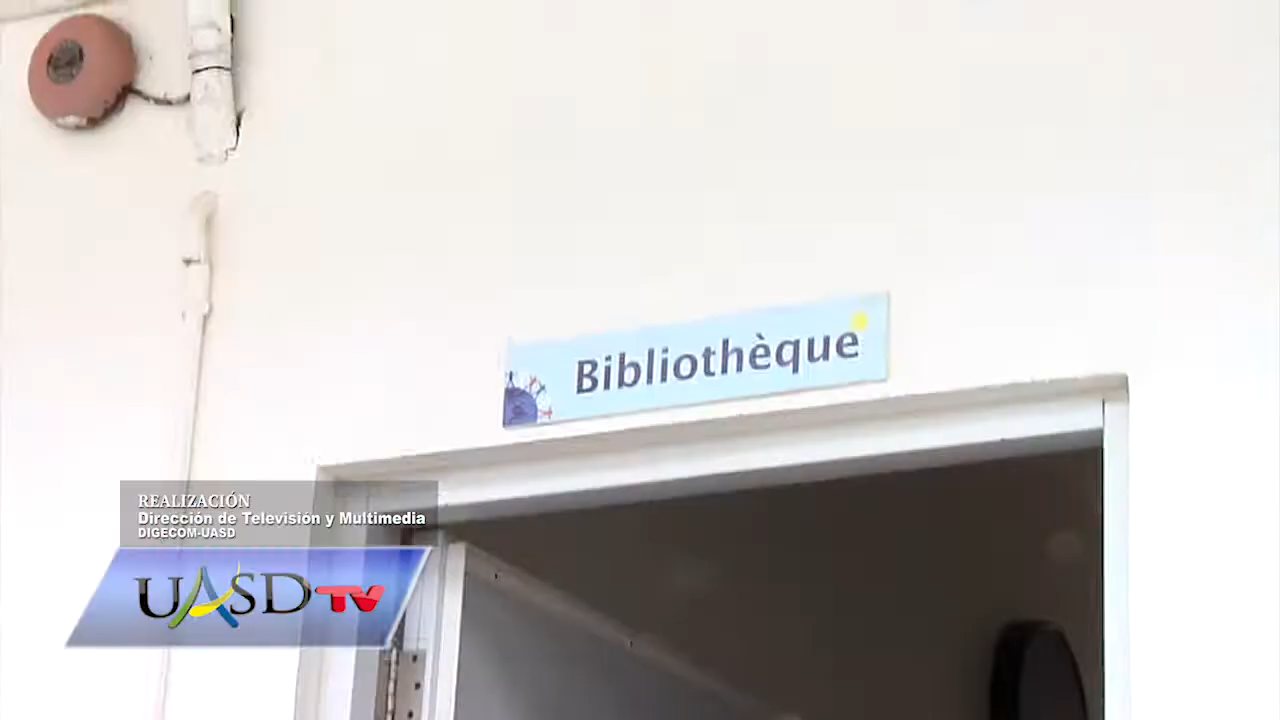 Bibliothèque
REALIZACIÓN
Dirección de Televisión y Multimedia
DIGECOM-UASD
UASD TV